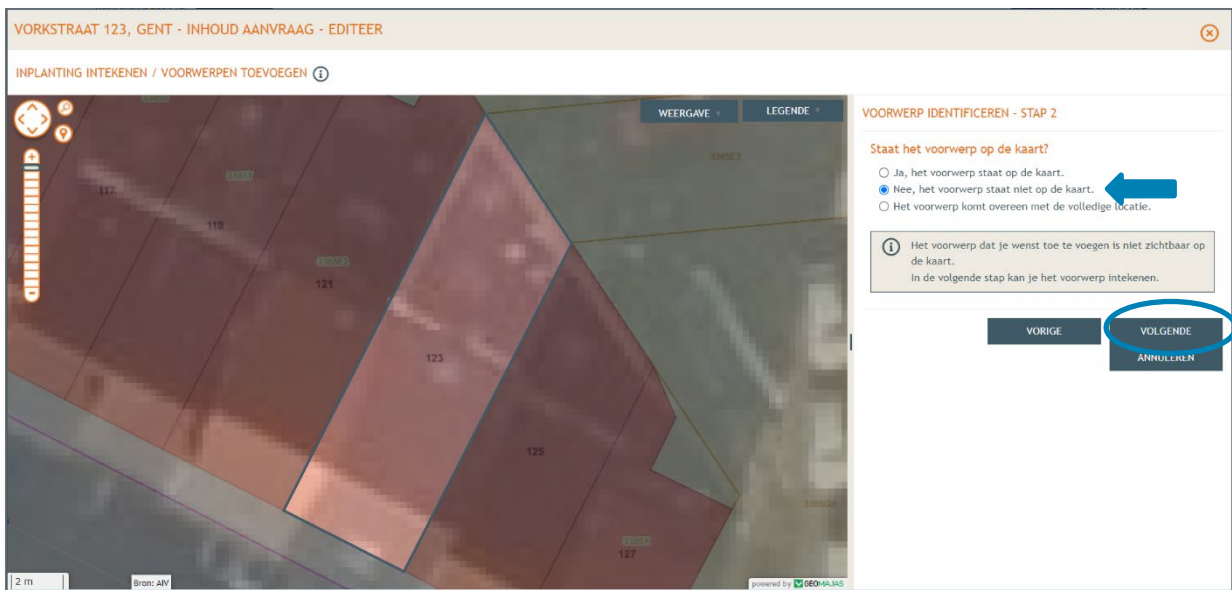 VORKSTRAAT 123, GENT - INHOUD AANVRAAG - EDITEER
INPLANTING INTEKENEN / VOORWERPEN TOEVOEGEN
WEERGAVE
LEGENDE
117
119
121
123
125
127
2 m
Bron: AIV
powered by GEOMAJAS
VOORWERP IDENTIFICEREN - STAP 2
Staat het voorwerp op de kaart?
Ja, het voorwerp staat op de kaart.
Nee, het voorwerp staat niet op de kaart.
Het voorwerp komt overeen met de volledige locatie.
Het voorwerp dat je wenst toe te voegen is niet zichtbaar op
de kaart.
In de volgende stap kan je het voorwerp intekenen.
VORIGE
VOLGENDE
ANNULEREN